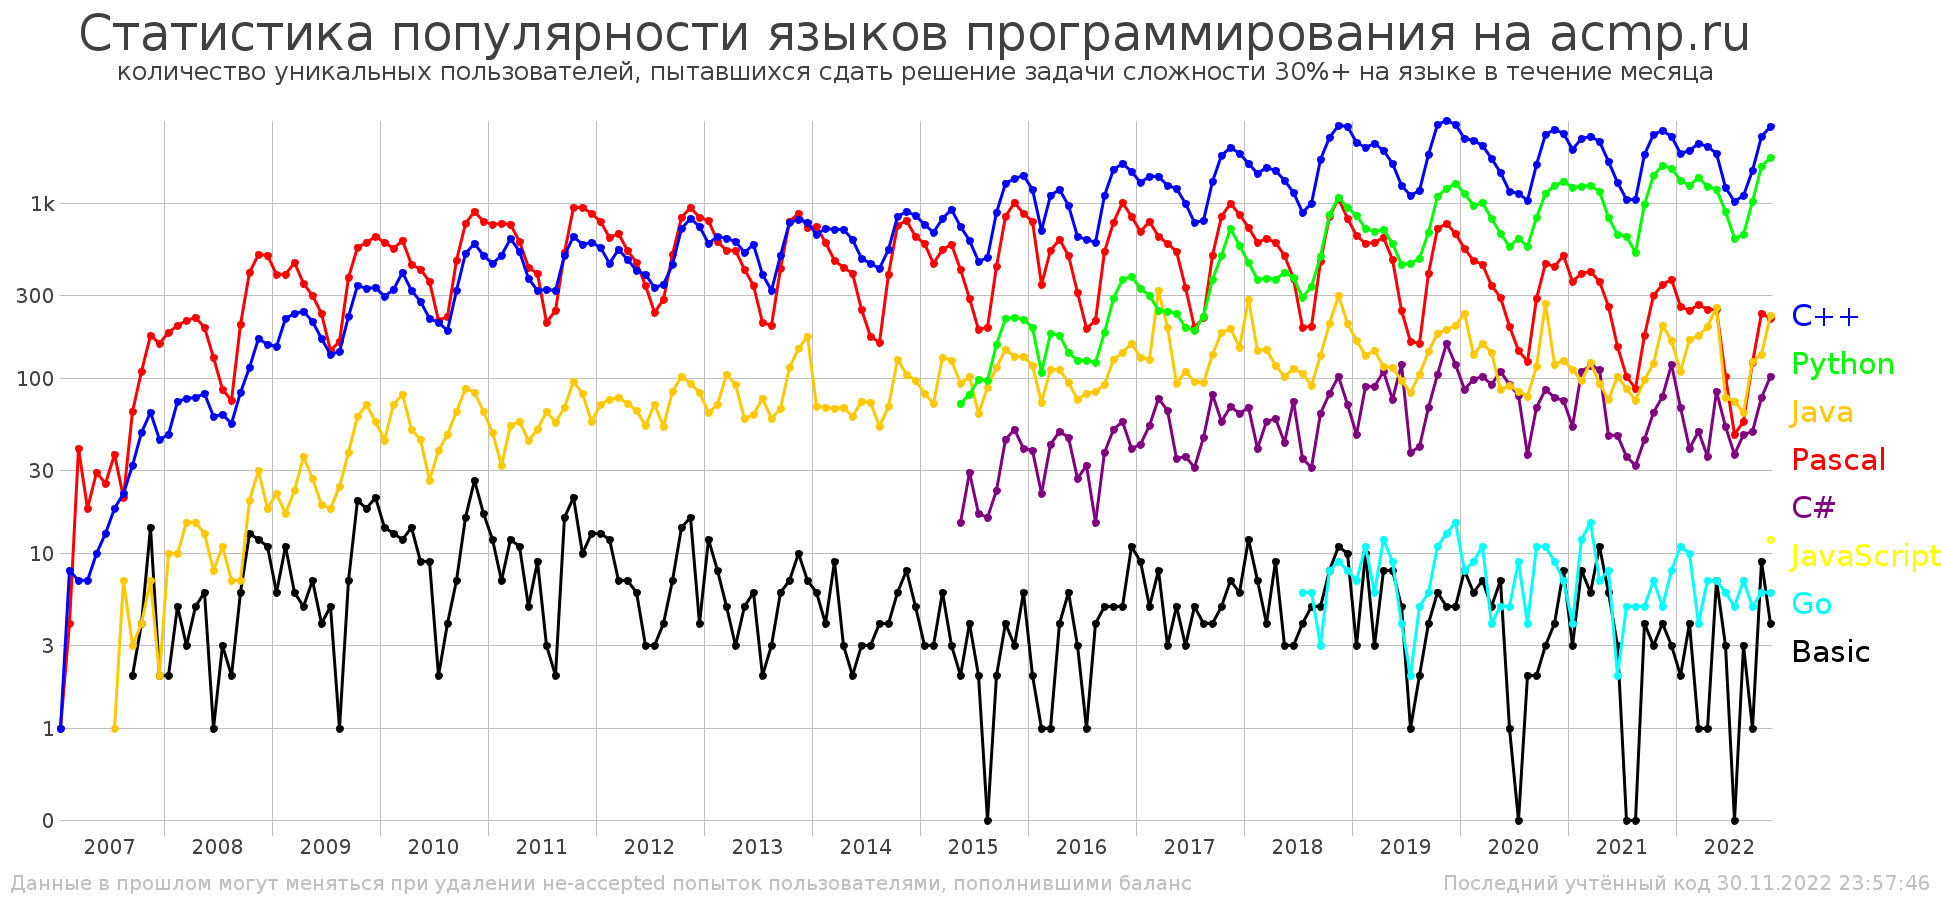 Статистика популярности языков программирования на acmp.ru
количество уникальных пользователей, пытавшихся сдать решение задачи сложности 30%+ на языке в течение месяца
1k
300
100
30
10
3
1
0
C++
Python
Java
Pascal
C#
JavaScript
Go
Basic
2007 2008 2009 2010 2011 2012 2013 2014 2015 2016 2017 2018 2019 2020 2021 2022
Данные в прошлом могут меняться при удалении не-accepted попыток пользователями, пополнившими баланс
Последний учтённый код 30.11.2022 23:57:46